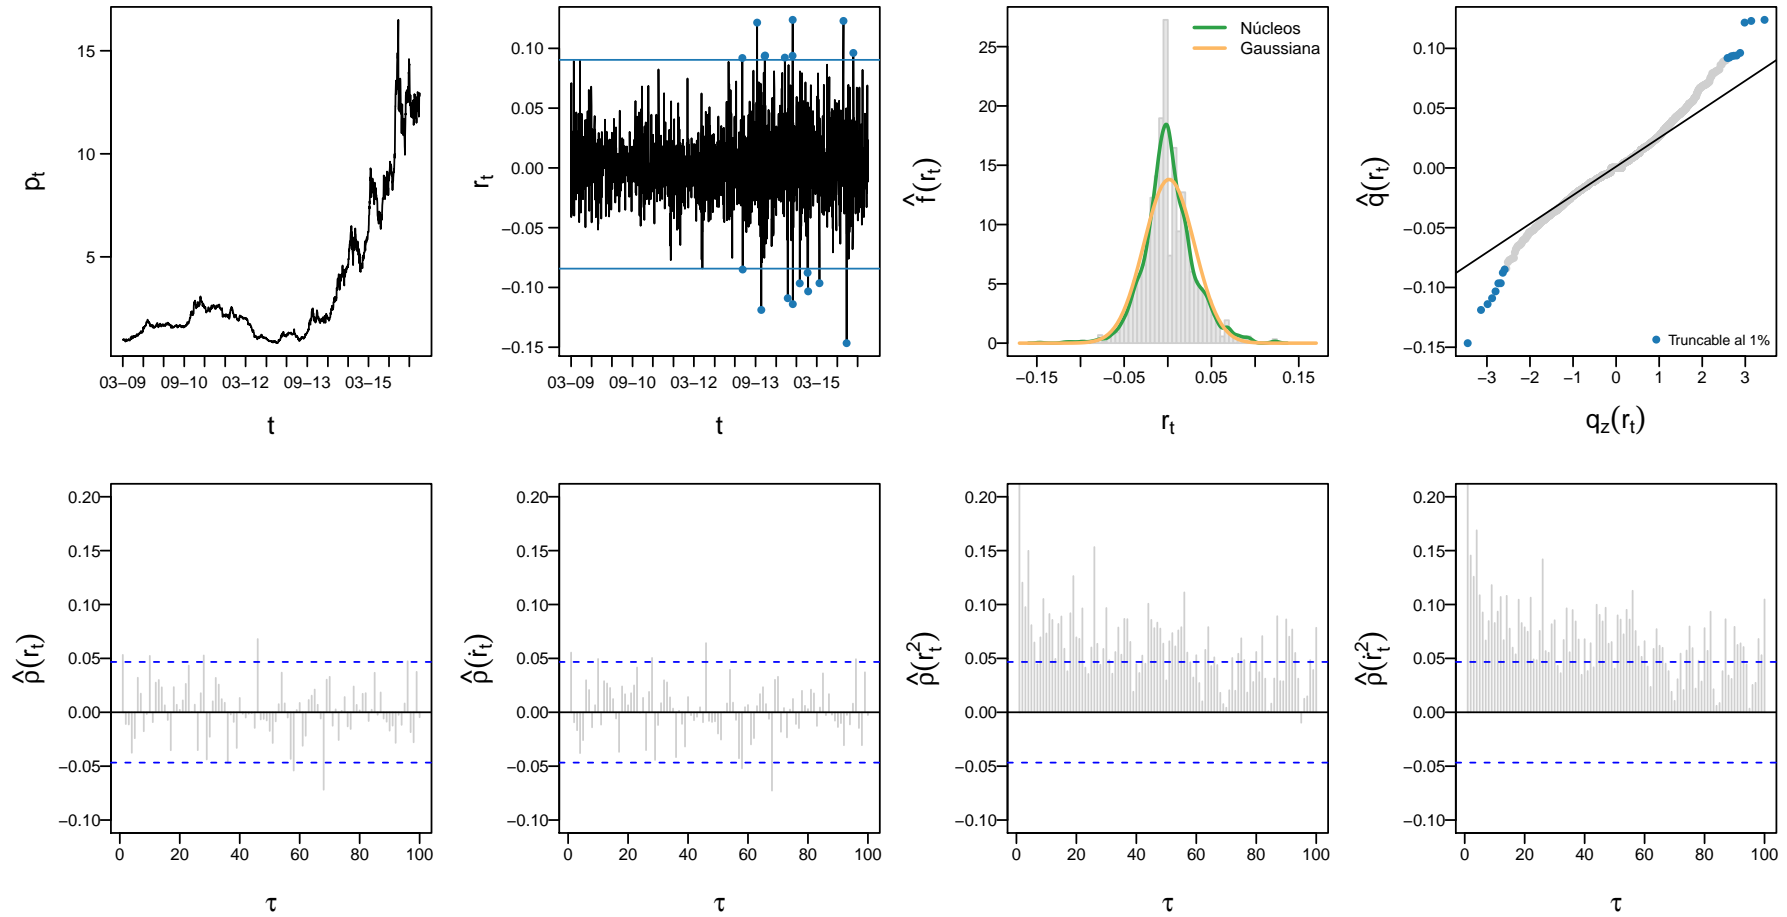 15
10
5
03−09 09−10 03−12 09−13 03−15
p_t
t
0.10
0.05
0.00
−0.05
−0.10
−0.15
03−09 09−10 03−12 09−13 03−15
r_t
t
25
20
15
10
5
0
−0.15 −0.05 0.05 0.15
f̂(r_t)
r_t
Núcleos
Gaussiana
0.10
0.05
0.00
−0.05
−0.10
−0.15
−3 −2 −1 0 1 2 3
q̂(r_t)
q_z(r_t)
Truncable al 1%
0.20
0.15
0.10
0.05
0.00
−0.05
−0.10
0 20 40 60 80 100
ρ̂(r_t)
τ
0.20
0.15
0.10
0.05
0.00
−0.05
−0.10
0 20 40 60 80 100
ρ̂(ṙ_t)
τ
0.20
0.15
0.10
0.05
0.00
−0.05
−0.10
0 20 40 60 80 100
ρ̂(r_t^2)
τ
0.20
0.15
0.10
0.05
0.00
−0.05
−0.10
0 20 40 60 80 100
ρ̂(ṙ_t^2)
τ